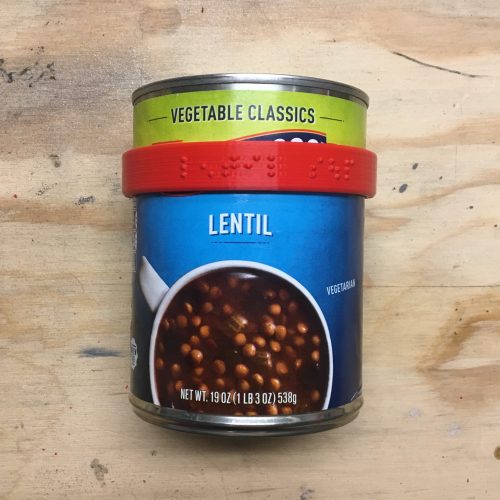 VEGETABLE CLASSICS
LENTIL
VEGETARIAN
NET WT. 19 OZ (1 LB 3 OZ) 538g